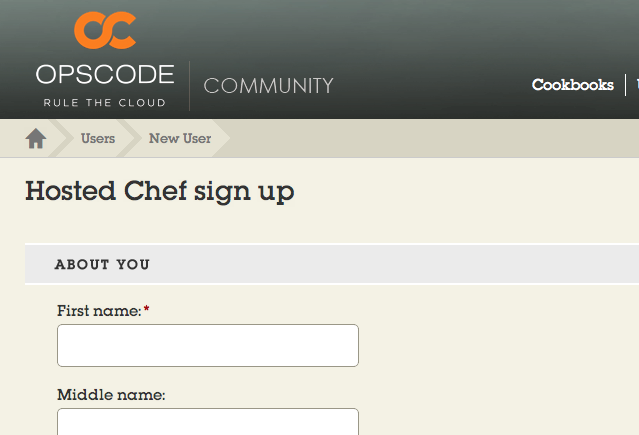 OPSCODE
RULE THE CLOUD
COMMUNITY
Cookbooks
Users
New User
Hosted Chef sign up
ABOUT YOU
First name:*
Middle name: